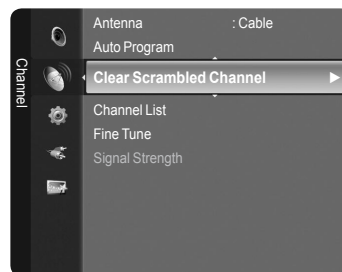 Channel
Antenna : Cable
Auto Program
Clear Scrambled Channel
Channel List
Fine Tune
Signal Strength